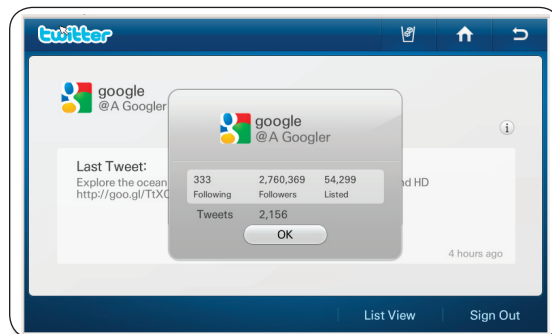 twitter
google
@A Googler
google
@A Googler
Last Tweet:
Explore the ocean nd HD
http://goo.gl/TtX
333 2,760,369 54,299
Following Followers Listed
Tweets 2,156
OK
4 hours ago
List View Sign Out